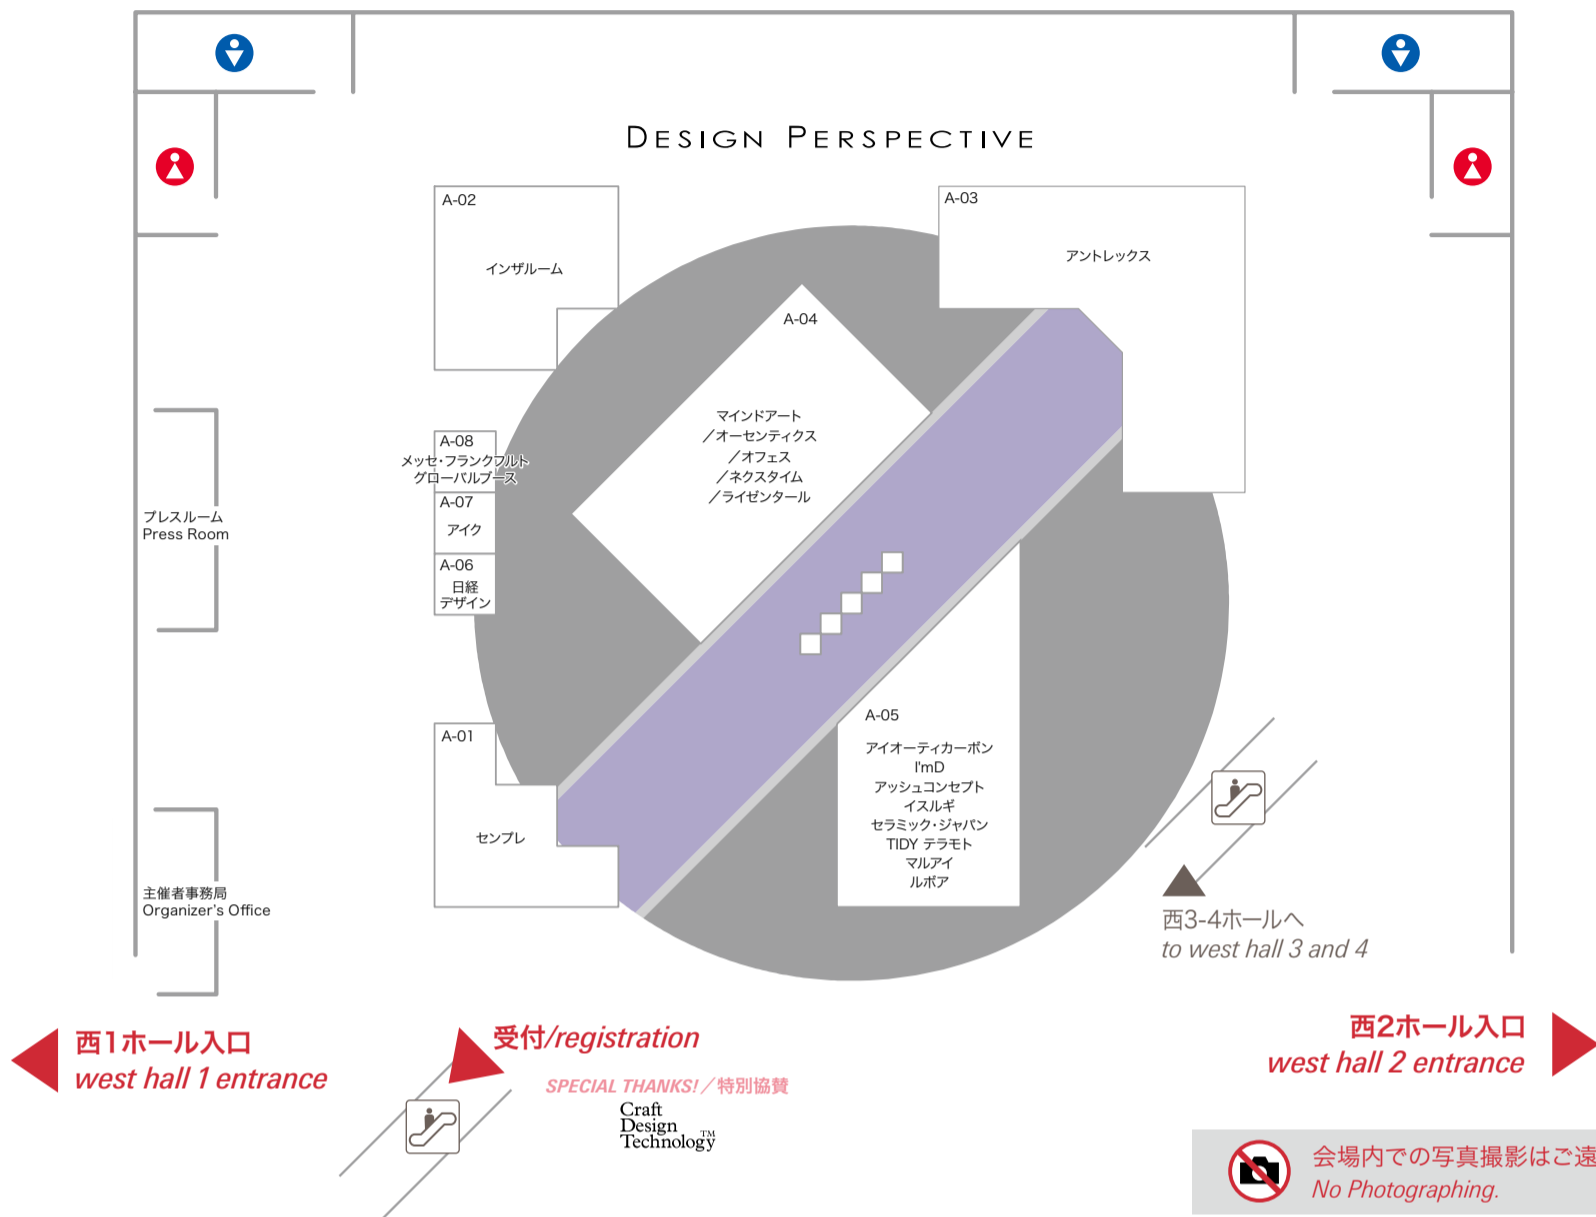 DESIGN PERSPECTIVE
A-02
インザルーム
A-03
アントレックス
A-04
マインドアート
／オーセンティクス
／オフェス
／ネクスタイム
／ライゼンタール
A-08
メッセ・フランクフルト
グローバルブース
A-07
アイク
A-06
日経
デザイン
プレスルーム
Press Room
A-01
センプレ
A-05
アイオーティカーボン
I'mD
アッシュコンセプト
イスルギ
セラミック・ジャパン
TIDY テラモト
マルアイ
ルボア
主催者事務局
Organizer's Office
西3-4ホールへ
to west hall 3 and 4
西1ホール入口
west hall 1 entrance
受付/registration
SPECIAL THANKS!／特別協賛
Craft
Design
Technology™
西2ホール入口
west hall 2 entrance
会場内での写真撮影はご遠
No Photographing.